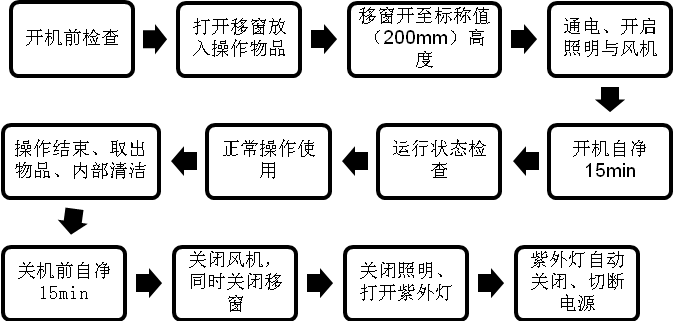 开机前检查
打开移窗放
入操作物品
移窗开至标称值
（200mm）高
度
通电、开启
照明与风机
开机自净
15min
运行状态检
查
正常操作使
用
操作结束、取出
物品、内部清洁
关机前自净
15min
关闭风机，
同时关闭移
窗
关闭照明、
打开紫外灯
紫外灯自动
关闭、切断
电源